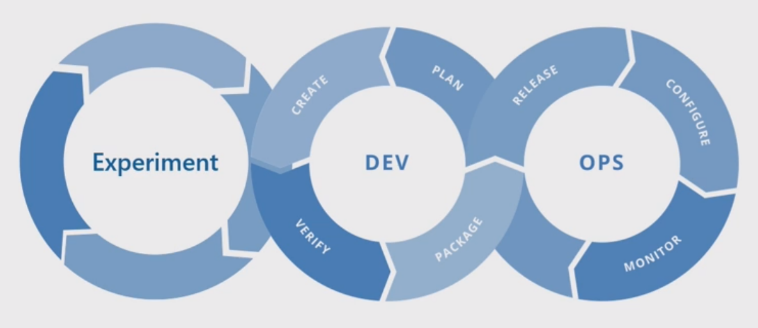 Experiment
CREATE
PLAN
DEV
VERIFY
PACKAGE
RELEASE
CONFIGURE
OPS
MONITOR